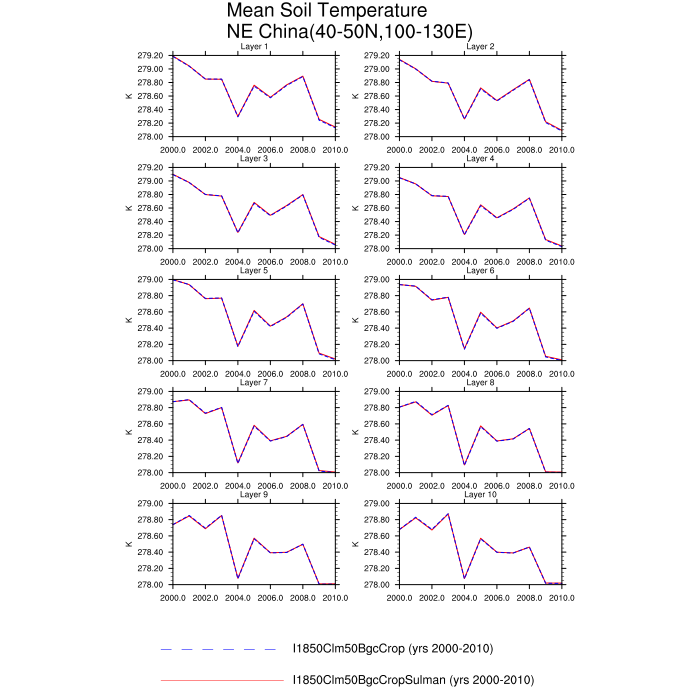 Mean Soil Temperature
NE China(40-50N,100-130E)
Layer 1
279.20
279.00
278.80
278.60
278.40
278.20
278.00
K
2000.0 2002.0 2004.0 2006.0 2008.0 2010.0
Layer 2
279.20
279.00
278.80
278.60
278.40
278.20
278.00
K
2000.0 2002.0 2004.0 2006.0 2008.0 2010.0
Layer 3
279.20
279.00
278.80
278.60
278.40
278.20
278.00
K
2000.0 2002.0 2004.0 2006.0 2008.0 2010.0
Layer 4
279.20
279.00
278.80
278.60
278.40
278.20
278.00
K
2000.0 2002.0 2004.0 2006.0 2008.0 2010.0
Layer 5
279.00
278.80
278.60
278.40
278.20
278.00
K
2000.0 2002.0 2004.0 2006.0 2008.0 2010.0
Layer 6
279.00
278.80
278.60
278.40
278.20
278.00
K
2000.0 2002.0 2004.0 2006.0 2008.0 2010.0
Layer 7
279.00
278.80
278.60
278.40
278.20
278.00
K
2000.0 2002.0 2004.0 2006.0 2008.0 2010.0
Layer 8
279.00
278.80
278.60
278.40
278.20
278.00
K
2000.0 2002.0 2004.0 2006.0 2008.0 2010.0
Layer 9
279.00
278.80
278.60
278.40
278.20
278.00
K
2000.0 2002.0 2004.0 2006.0 2008.0 2010.0
Layer 10
279.00
278.80
278.60
278.40
278.20
278.00
K
2000.0 2002.0 2004.0 2006.0 2008.0 2010.0
I1850Clm50BgcCrop (yrs 2000-2010)
I1850Clm50BgcCropSulman (yrs 2000-2010)